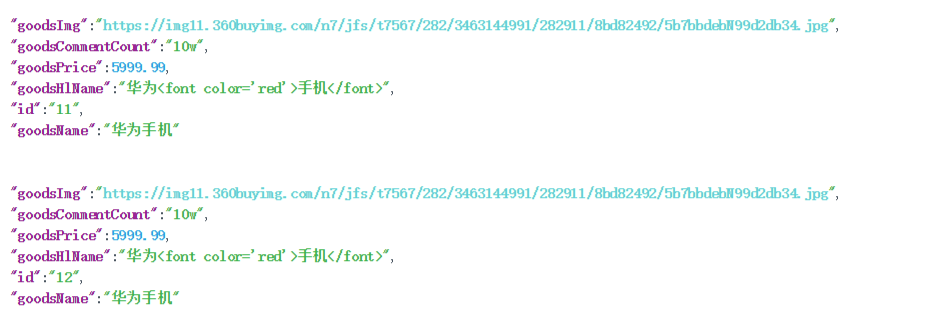 "goodsImg":"https://img11.360buyimg.com/n7/jfs/t7567/282/3463144991/282911/8bd82492/5b7bbdebN99d2db34.jpg",
"goodsCommentCount":"10w",
"goodsPrice":5999.99,
"goodsHlName":"华为<font color='red'>手机</font>",
"id":"11",
"goodsName":"华为手机"
"goodsImg":"https://img11.360buyimg.com/n7/jfs/t7567/282/3463144991/282911/8bd82492/5b7bbdebN99d2db34.jpg",
"goodsCommentCount":"10w",
"goodsPrice":5999.99,
"goodsHlName":"华为<font color='red'>手机</font>",
"id":"12",
"goodsName":"华为手机"